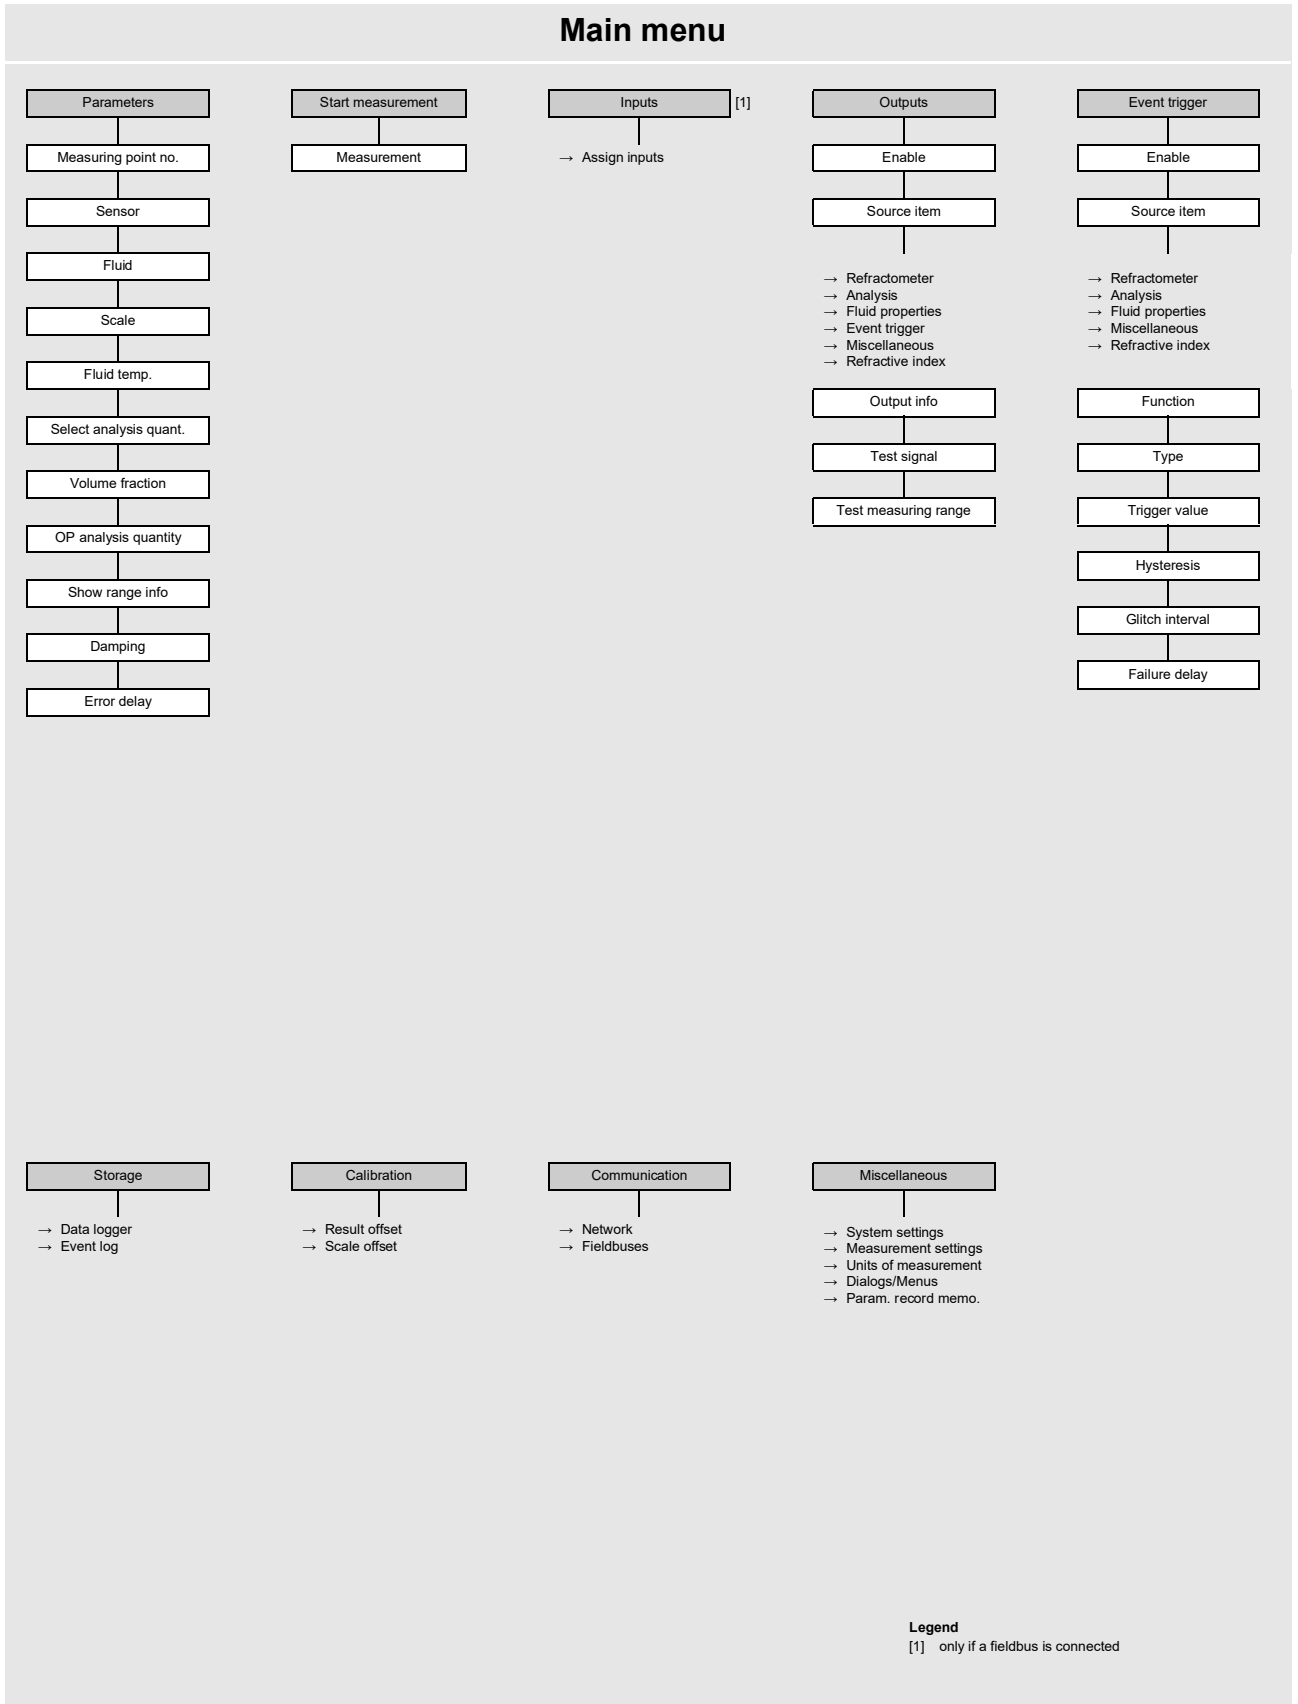 Main menu
Parameters
Measuring point no.
Sensor
Fluid
Scale
Fluid temp.
Select analysis quant.
Volume fraction
OP analysis quantity
Show range info
Damping
Error delay
Start measurement
Measurement
Inputs [1]
→ Assign inputs
Outputs
Enable
Source item
→ Refractometer
→ Analysis
→ Fluid properties
→ Event trigger
→ Miscellaneous
→ Refractive index
Output info
Test signal
Test measuring range
Event trigger
Enable
Source item
→ Refractometer
→ Analysis
→ Fluid properties
→ Miscellaneous
→ Refractive index
Function
Type
Trigger value
Hysteresis
Glitch interval
Failure delay
Storage
→ Data logger
→ Event log
Calibration
→ Result offset
→ Scale offset
Communication
→ Network
→ Fieldbuses
Miscellaneous
→ System settings
→ Measurement settings
→ Units of measurement
→ Dialogs/Menus
→ Param. record memo.
Legend
[1] only if a fieldbus is connected